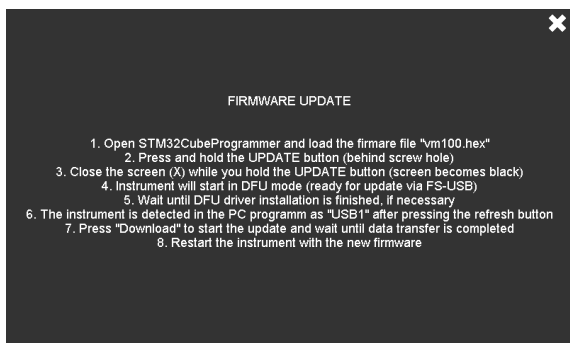 FIRMWARE UPDATE
1. Open STM32CubeProgrammer and load the firmare file "vm100.hex"
2. Press and hold the UPDATE button (behind screw hole)
3. Close the screen (X) while you hold the UPDATE button (screen becomes black)
4. Instrument will start in DFU mode (ready for update via FS-USB)
5. Wait until DFU driver installation is finished, if necessary
6. The instrument is detected in the PC programm as "USB1" after pressing the refresh button
7. Press "Download" to start the update and wait until data transfer is completed
8. Restart the instrument with the new firmware